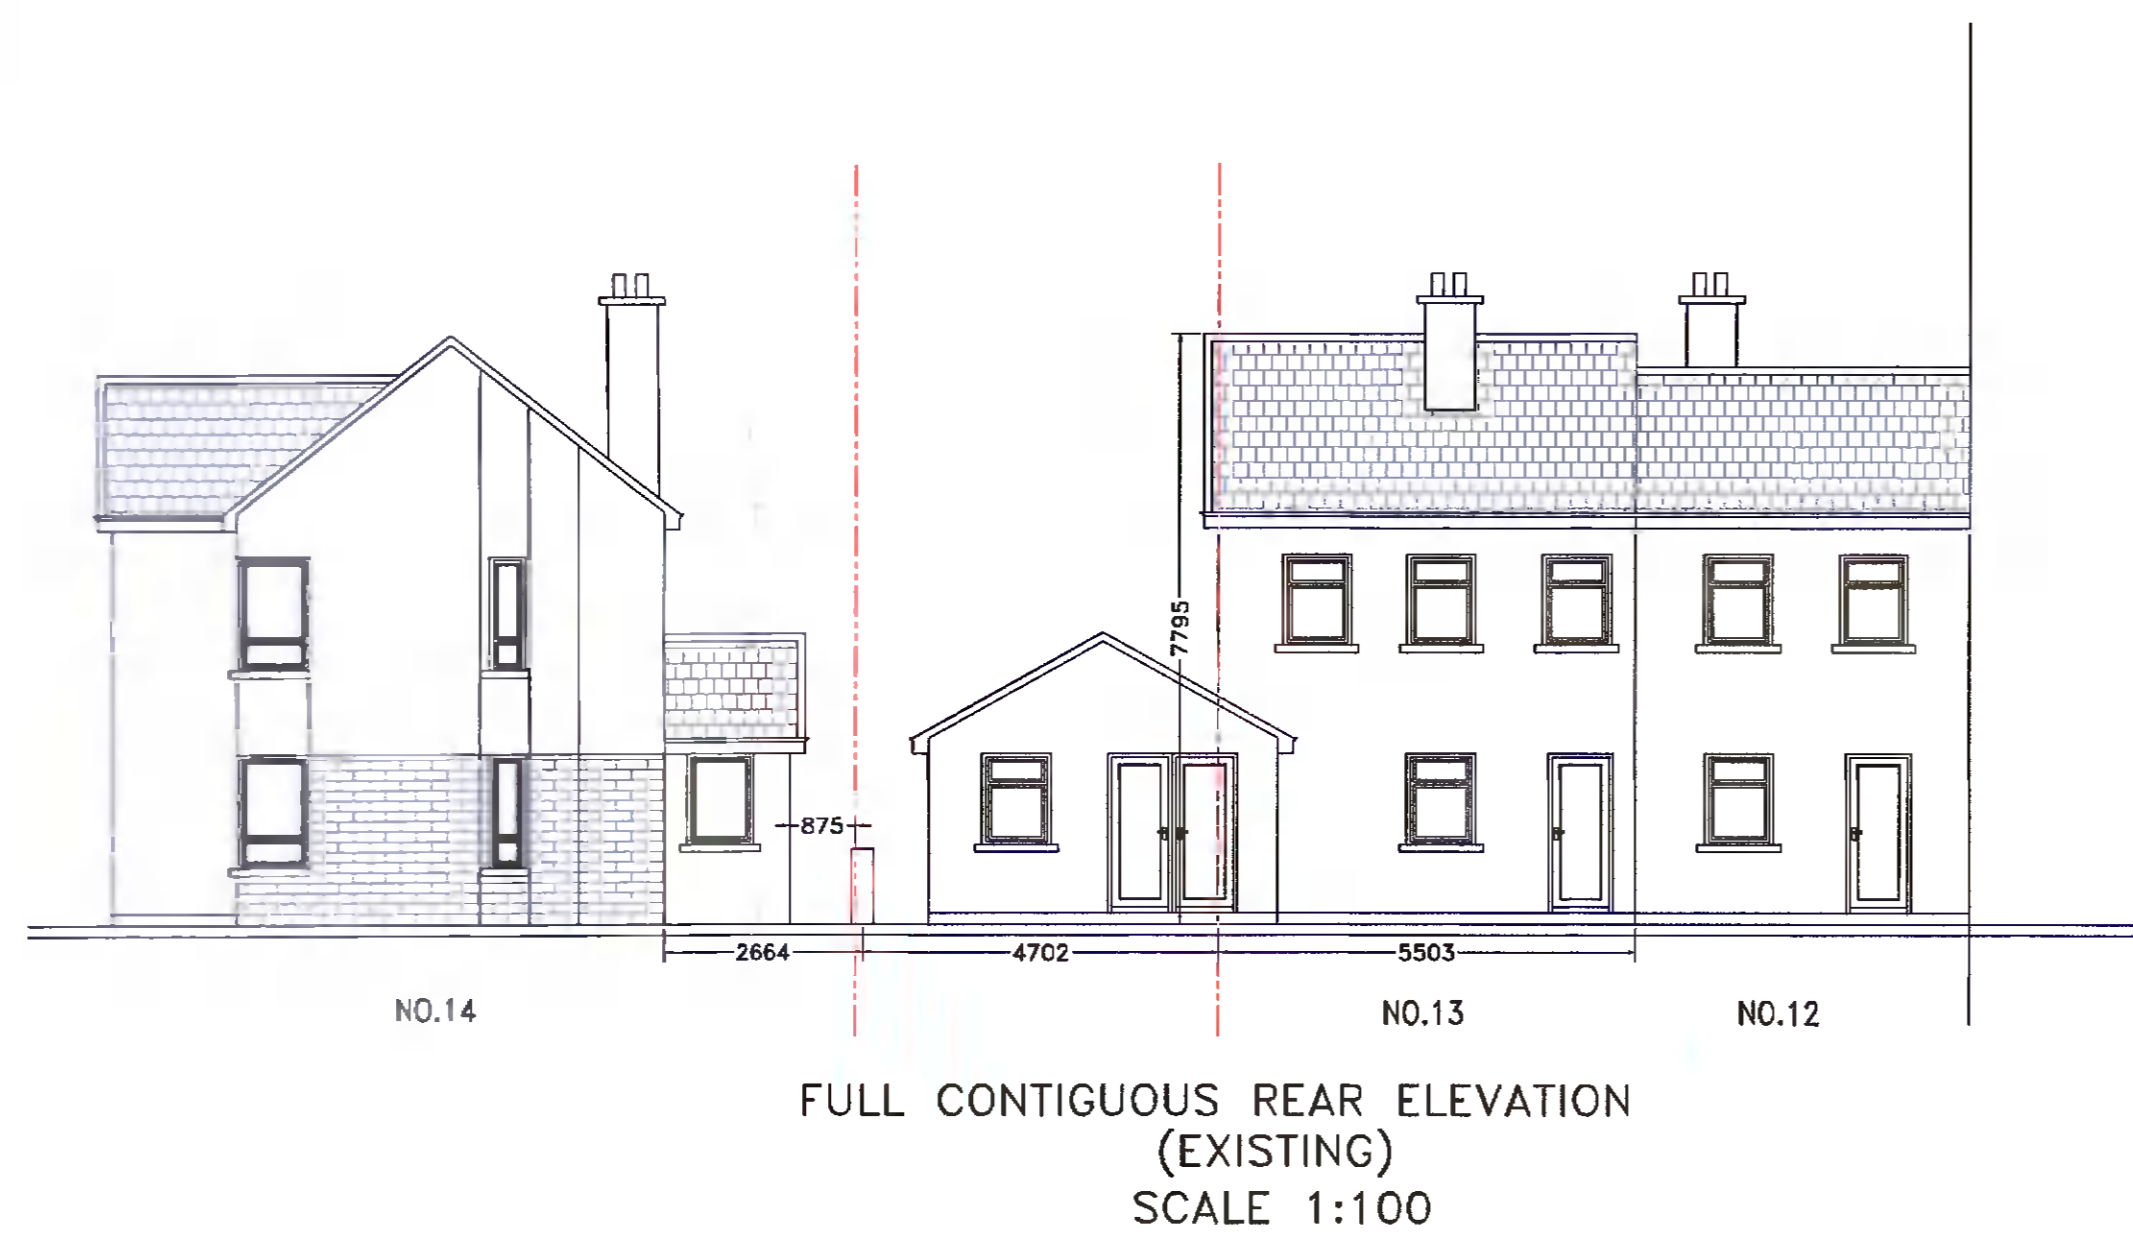 7795
875
2664
4702
5503
NO.14
NO.13
NO.12
FULL CONTIGUOUS REAR ELEVATION
(EXISTING)
SCALE 1:100